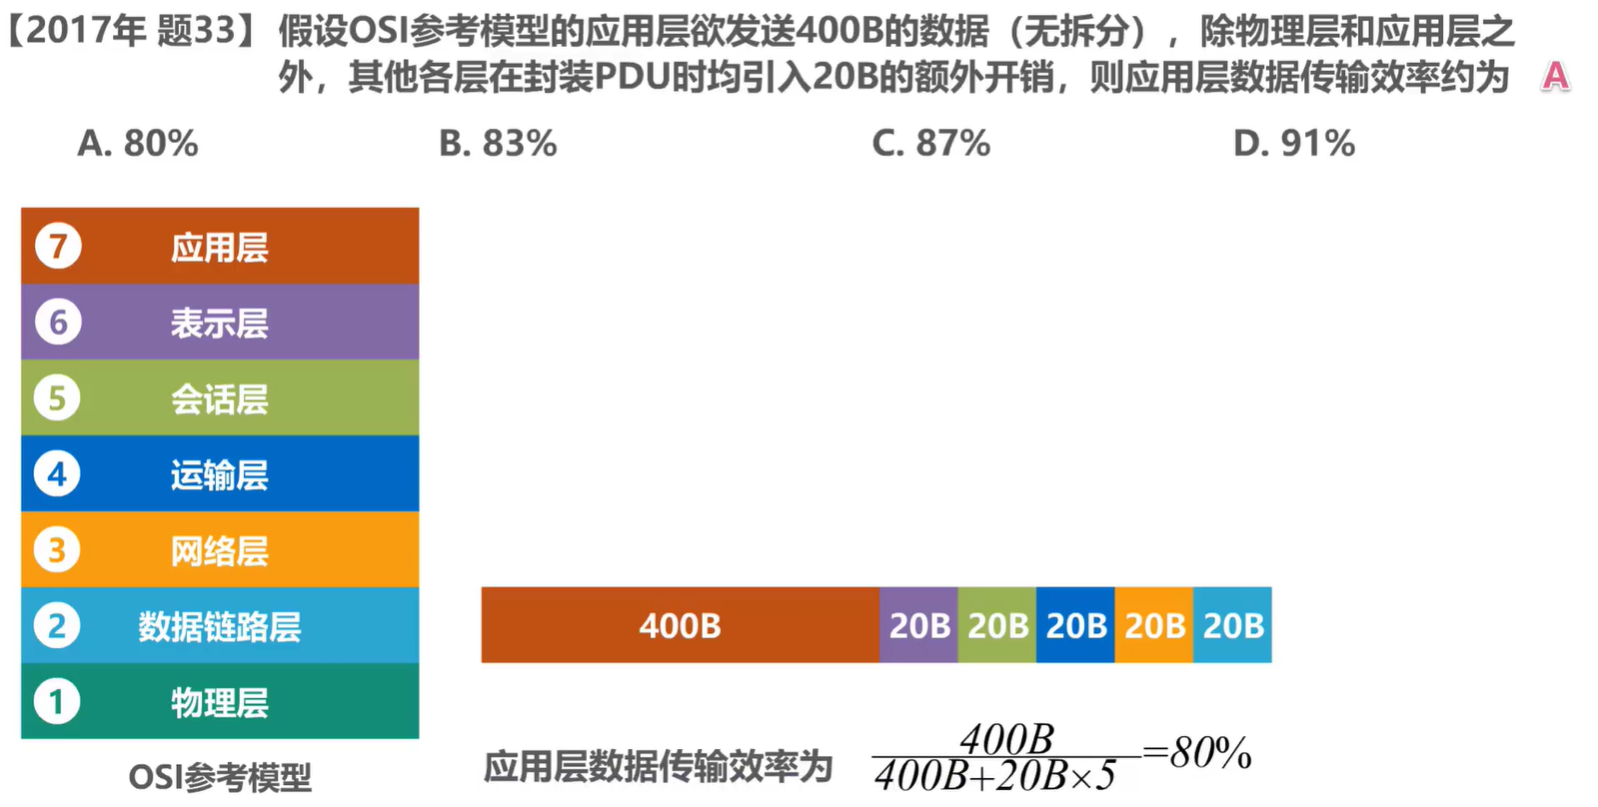 【2017年 题33】 假设OSI参考模型的应用层欲发送400B的数据（无拆分），除物理层和应用层之
外，其他各层在封装PDU时均引入20B的额外开销，则应用层数据传输效率约为 A
A. 80% B. 83% C. 87% D. 91%
7 应用层
6 表示层
5 会话层
4 运输层
3 网络层
2 数据链路层
1 物理层
OSI参考模型
400B 20B 20B 20B 20B 20B
应用层数据传输效率为 400B/400B+20B×5=80%